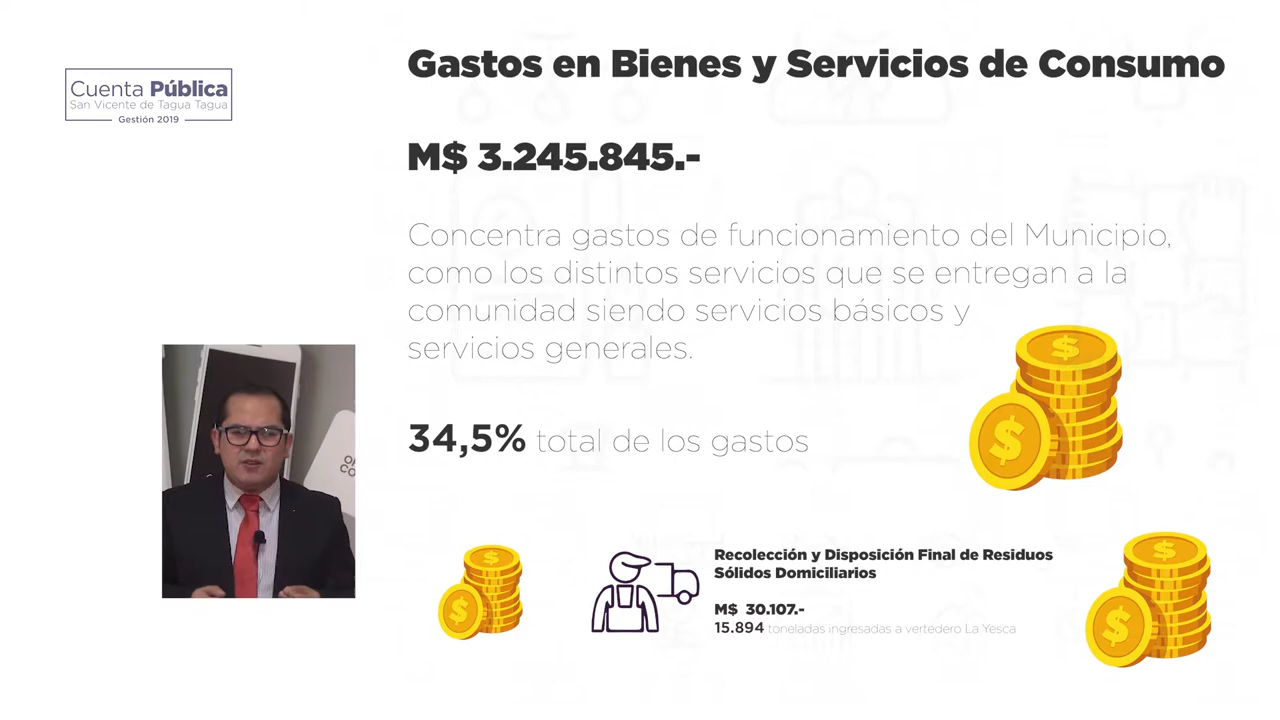 Cuenta Pública
San Vicente de Tagua Tagua
Gestión 2019
Gastos en Bienes y Servicios de Consumo
M$ 3.245.845.-
Concentra gastos de funcionamiento del Municipio,
como los distintos servicios que se entregan a la
comunidad siendo servicios básicos y
servicios generales.
34,5% total de los gastos
Recolección y Disposición Final de Residuos
Sólidos Domiciliarios
M$ 30.107.-
15.894 toneladas ingresadas a vertedero La Yesca